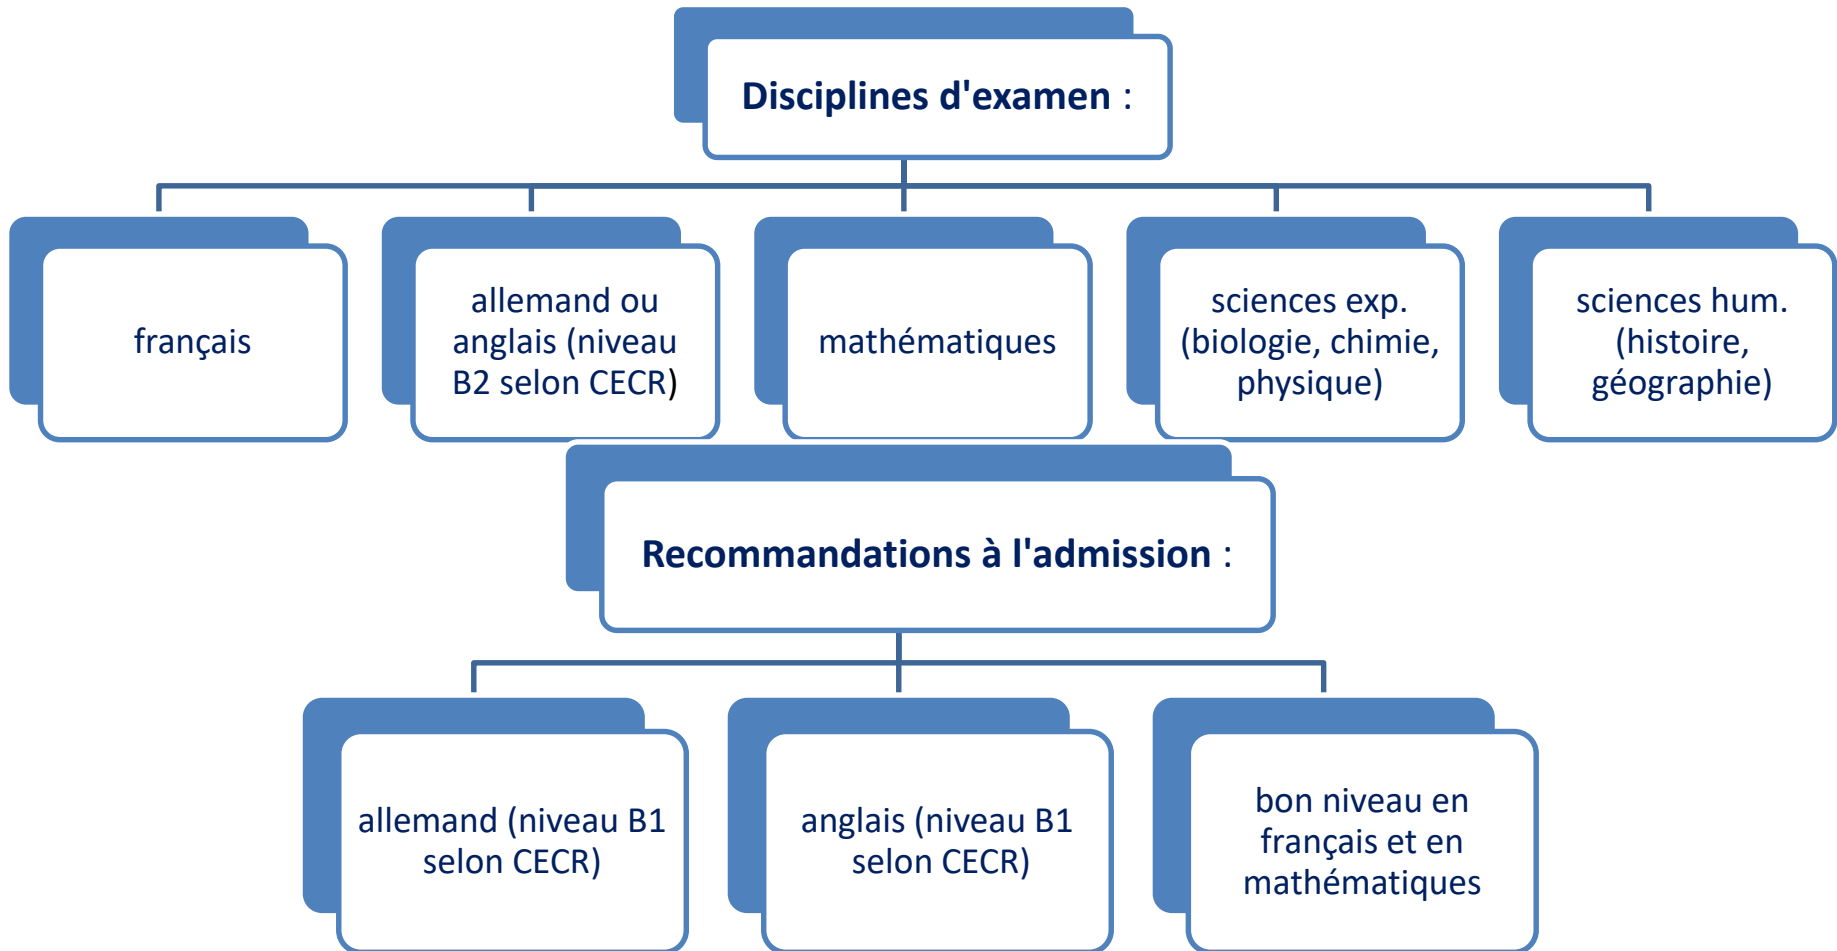 Disciplines d'examen :
français
allemand ou
anglais (niveau
B2 selon CECR)
mathématiques
sciences exp.
(biologie, chimie,
physique)
sciences hum.
(histoire,
géographie)
Recommandations à l'admission :
allemand (niveau B1
selon CECR)
anglais (niveau B1
selon CECR)
bon niveau en
français et en
mathématiques